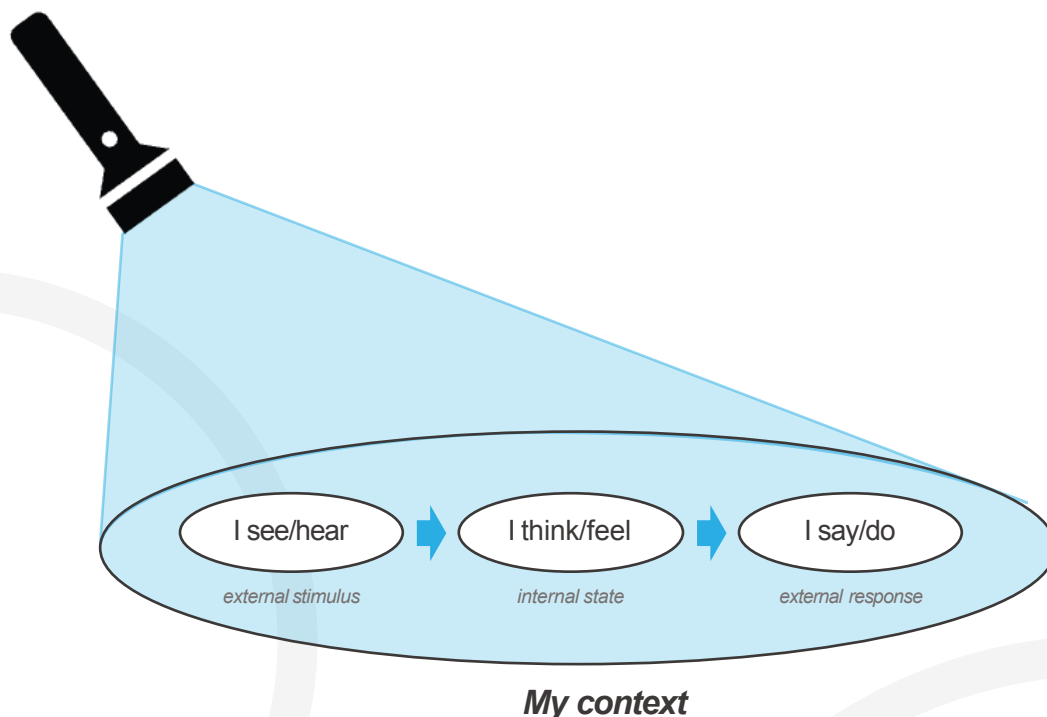 I see/hear
I think/feel
I say/do
external stimulus
internal state
external response
My context